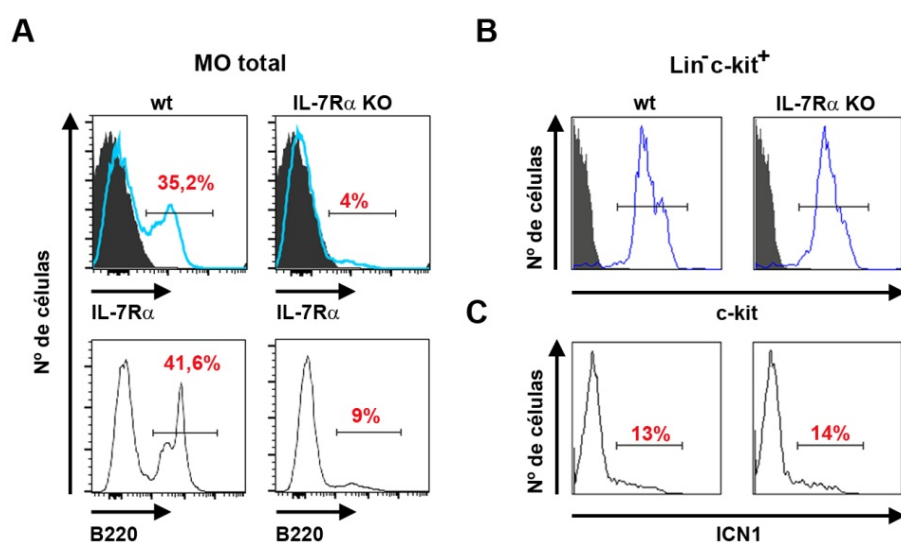 A
MO total
wt
IL-7Rα KO
35,2%
4%
Nº de células
IL-7Rα
IL-7Rα
41,6%
9%
B220
B220
B
Lin⁻c-kit⁺
wt
IL-7Rα KO
Nº de células
c-kit
C
13%
14%
Nº de células
ICN1